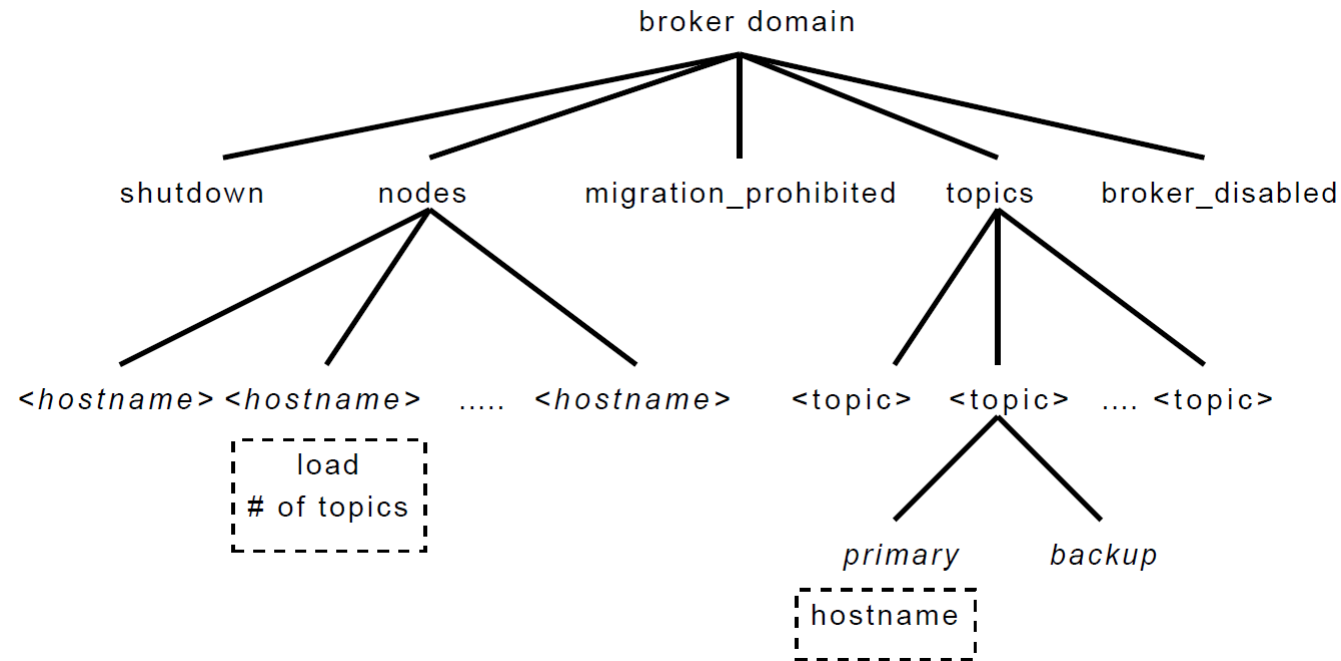 broker domain
shutdown nodes migration_prohibited topics broker_disabled
<hostname> <hostname> ..... <hostname> <topic> <topic> .... <topic>
load
# of topics
primary backup
hostname